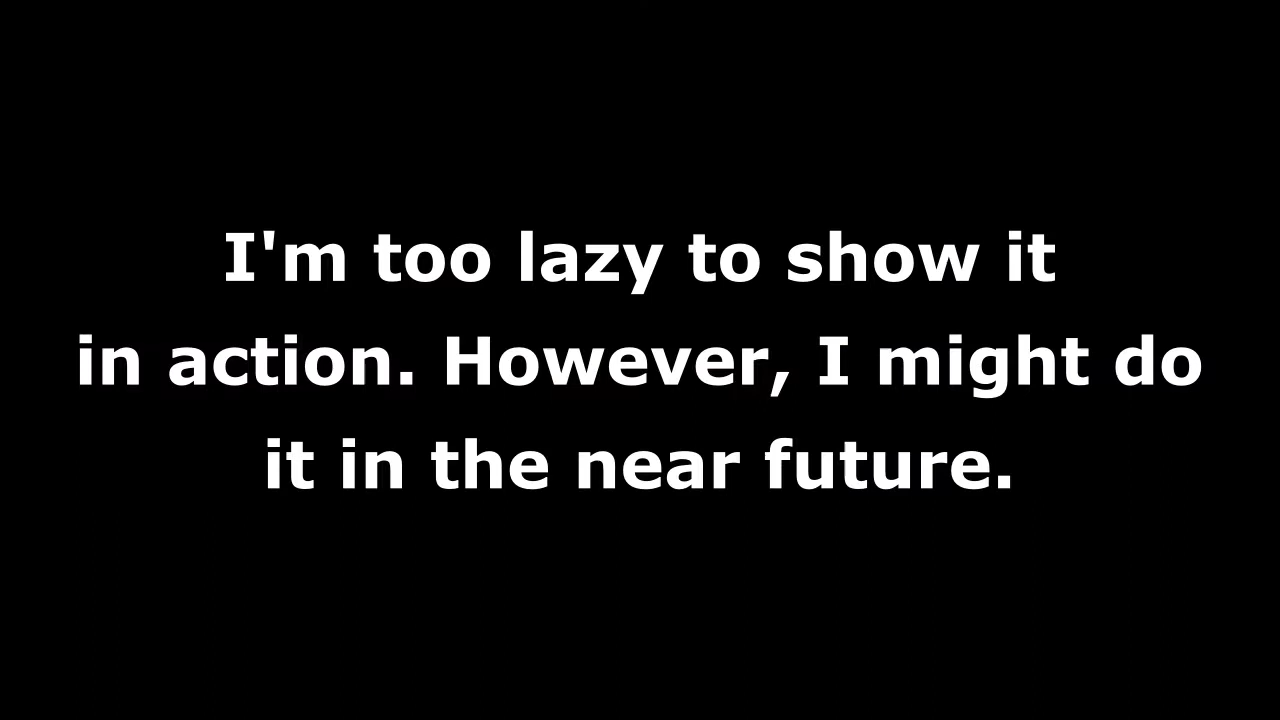 I'm too lazy to show it
in action. However, I might do
it in the near future.